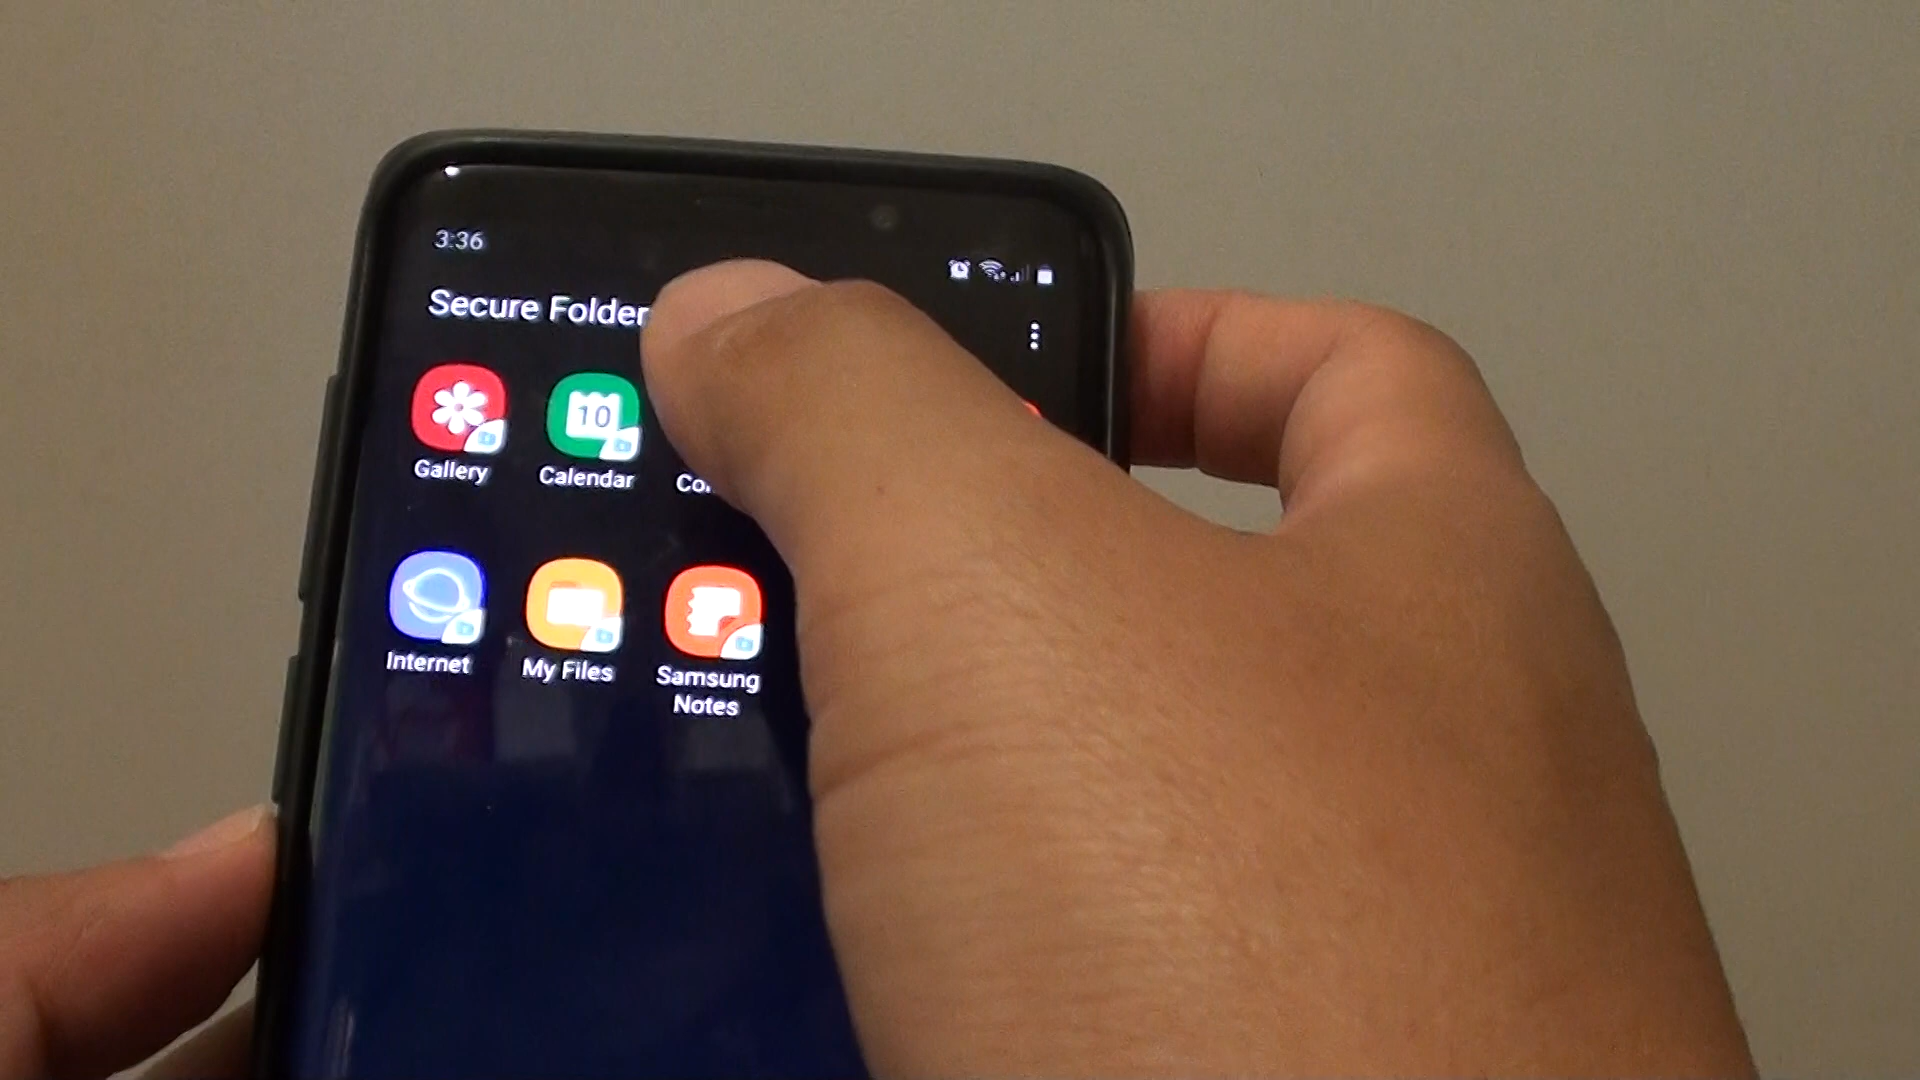 3:36
Secure Folder
10
Gallery
Calendar
Internet
My Files
Samsung
Notes